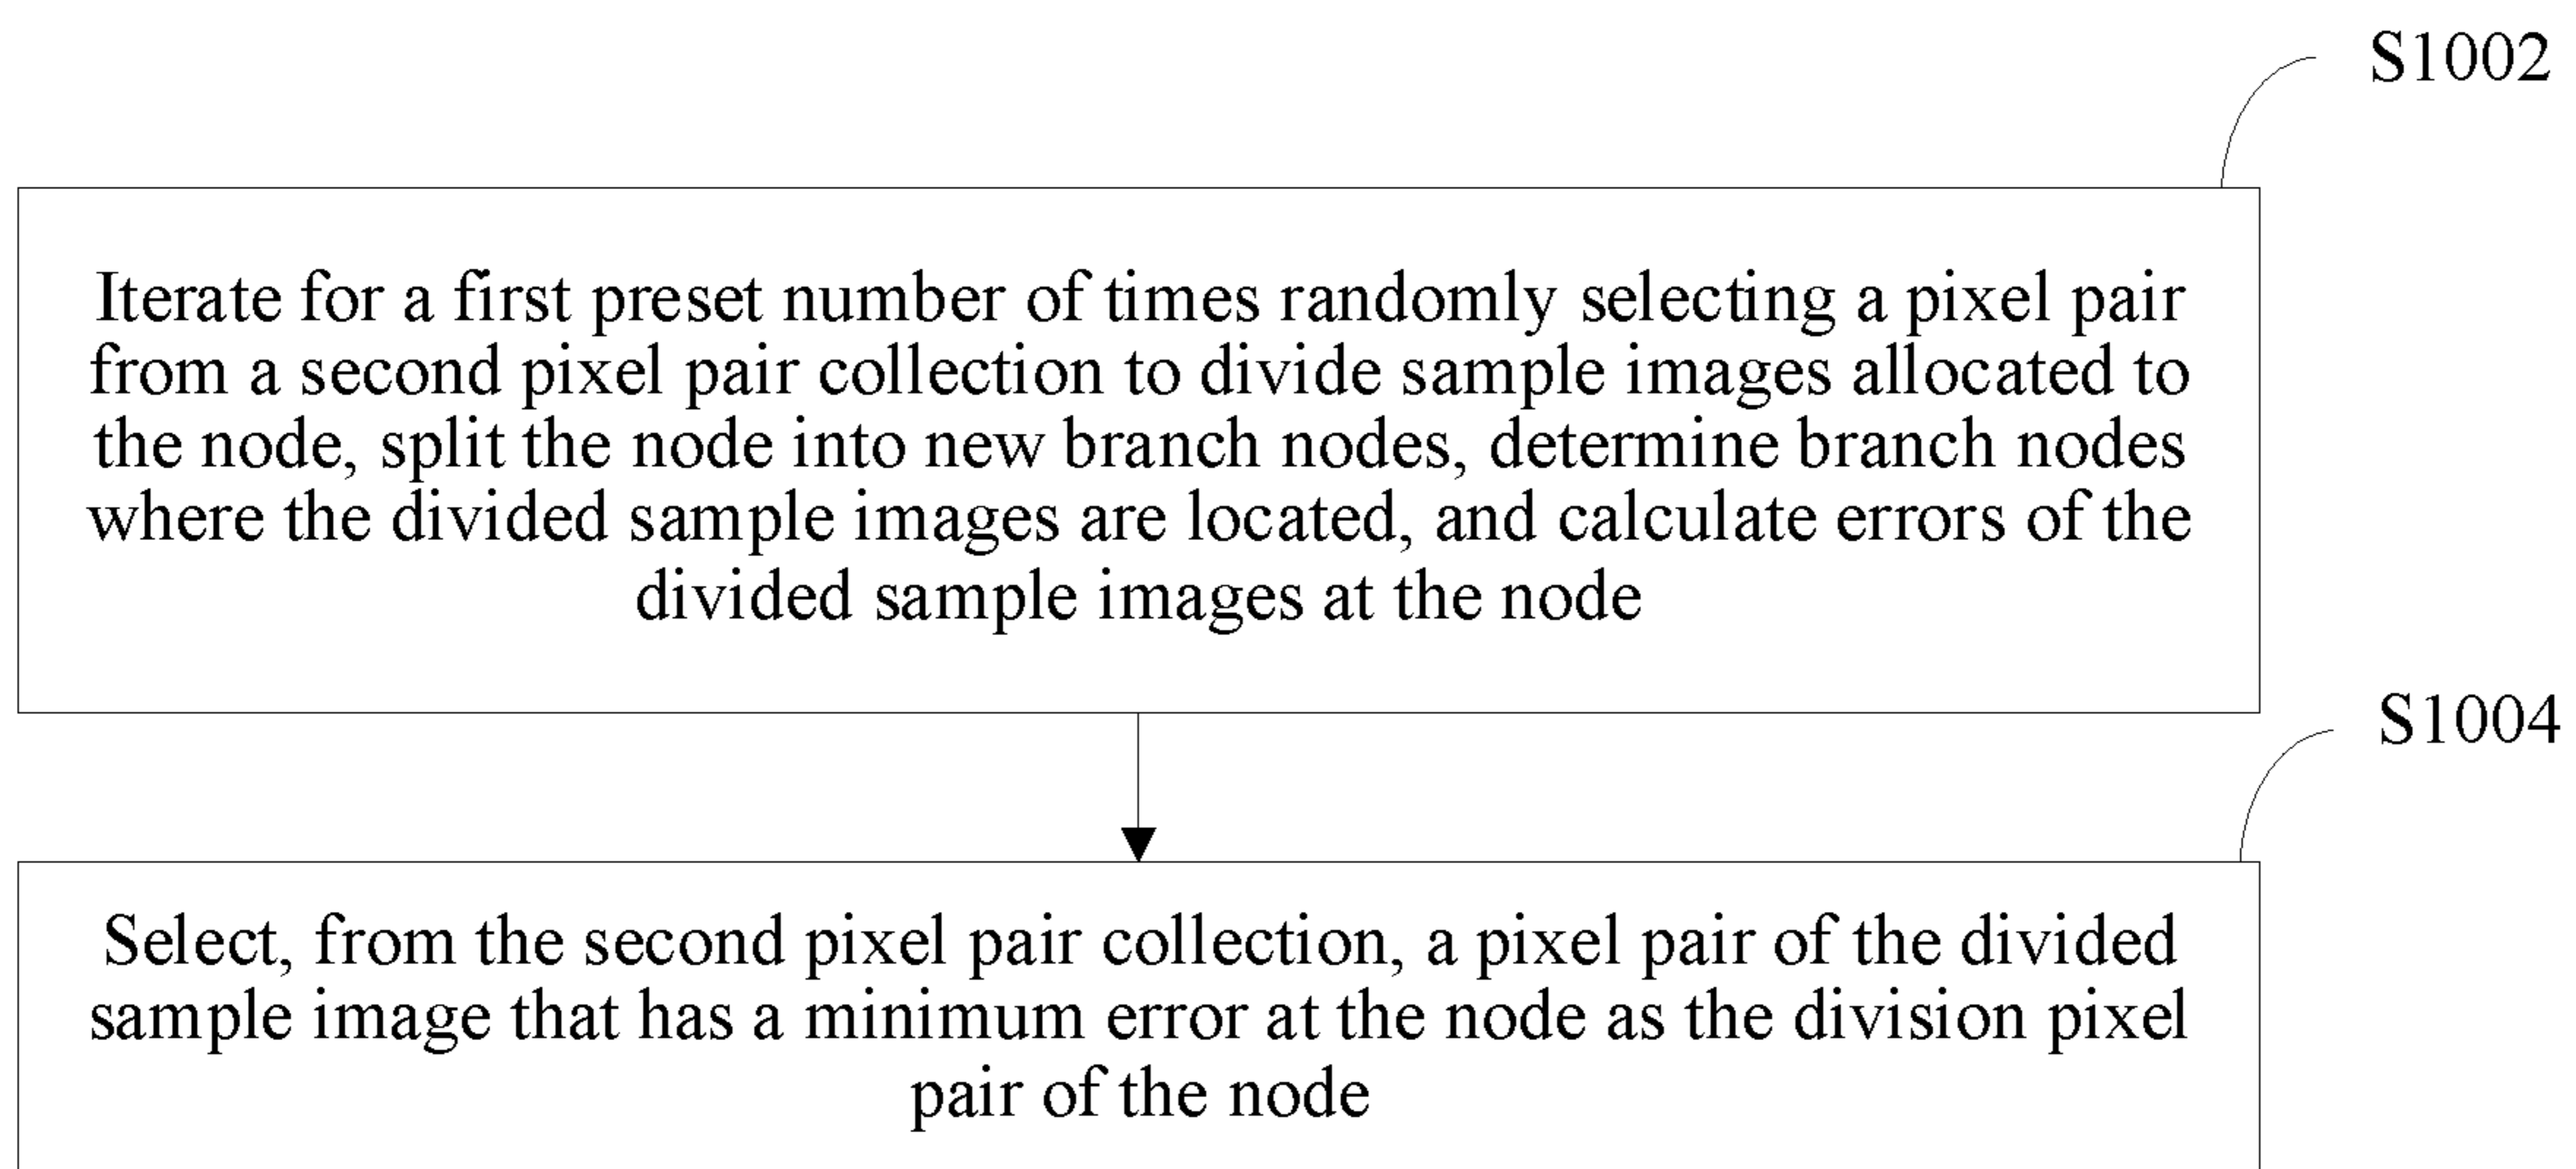 S1002
Iterate for a first preset number of times randomly selecting a pixel pair
from a second pixel pair collection to divide sample images allocated to
the node, split the node into new branch nodes, determine branch nodes
where the divided sample images are located, and calculate errors of the
divided sample images at the node
S1004
Select, from the second pixel pair collection, a pixel pair of the divided
sample image that has a minimum error at the node as the division pixel
pair of the node